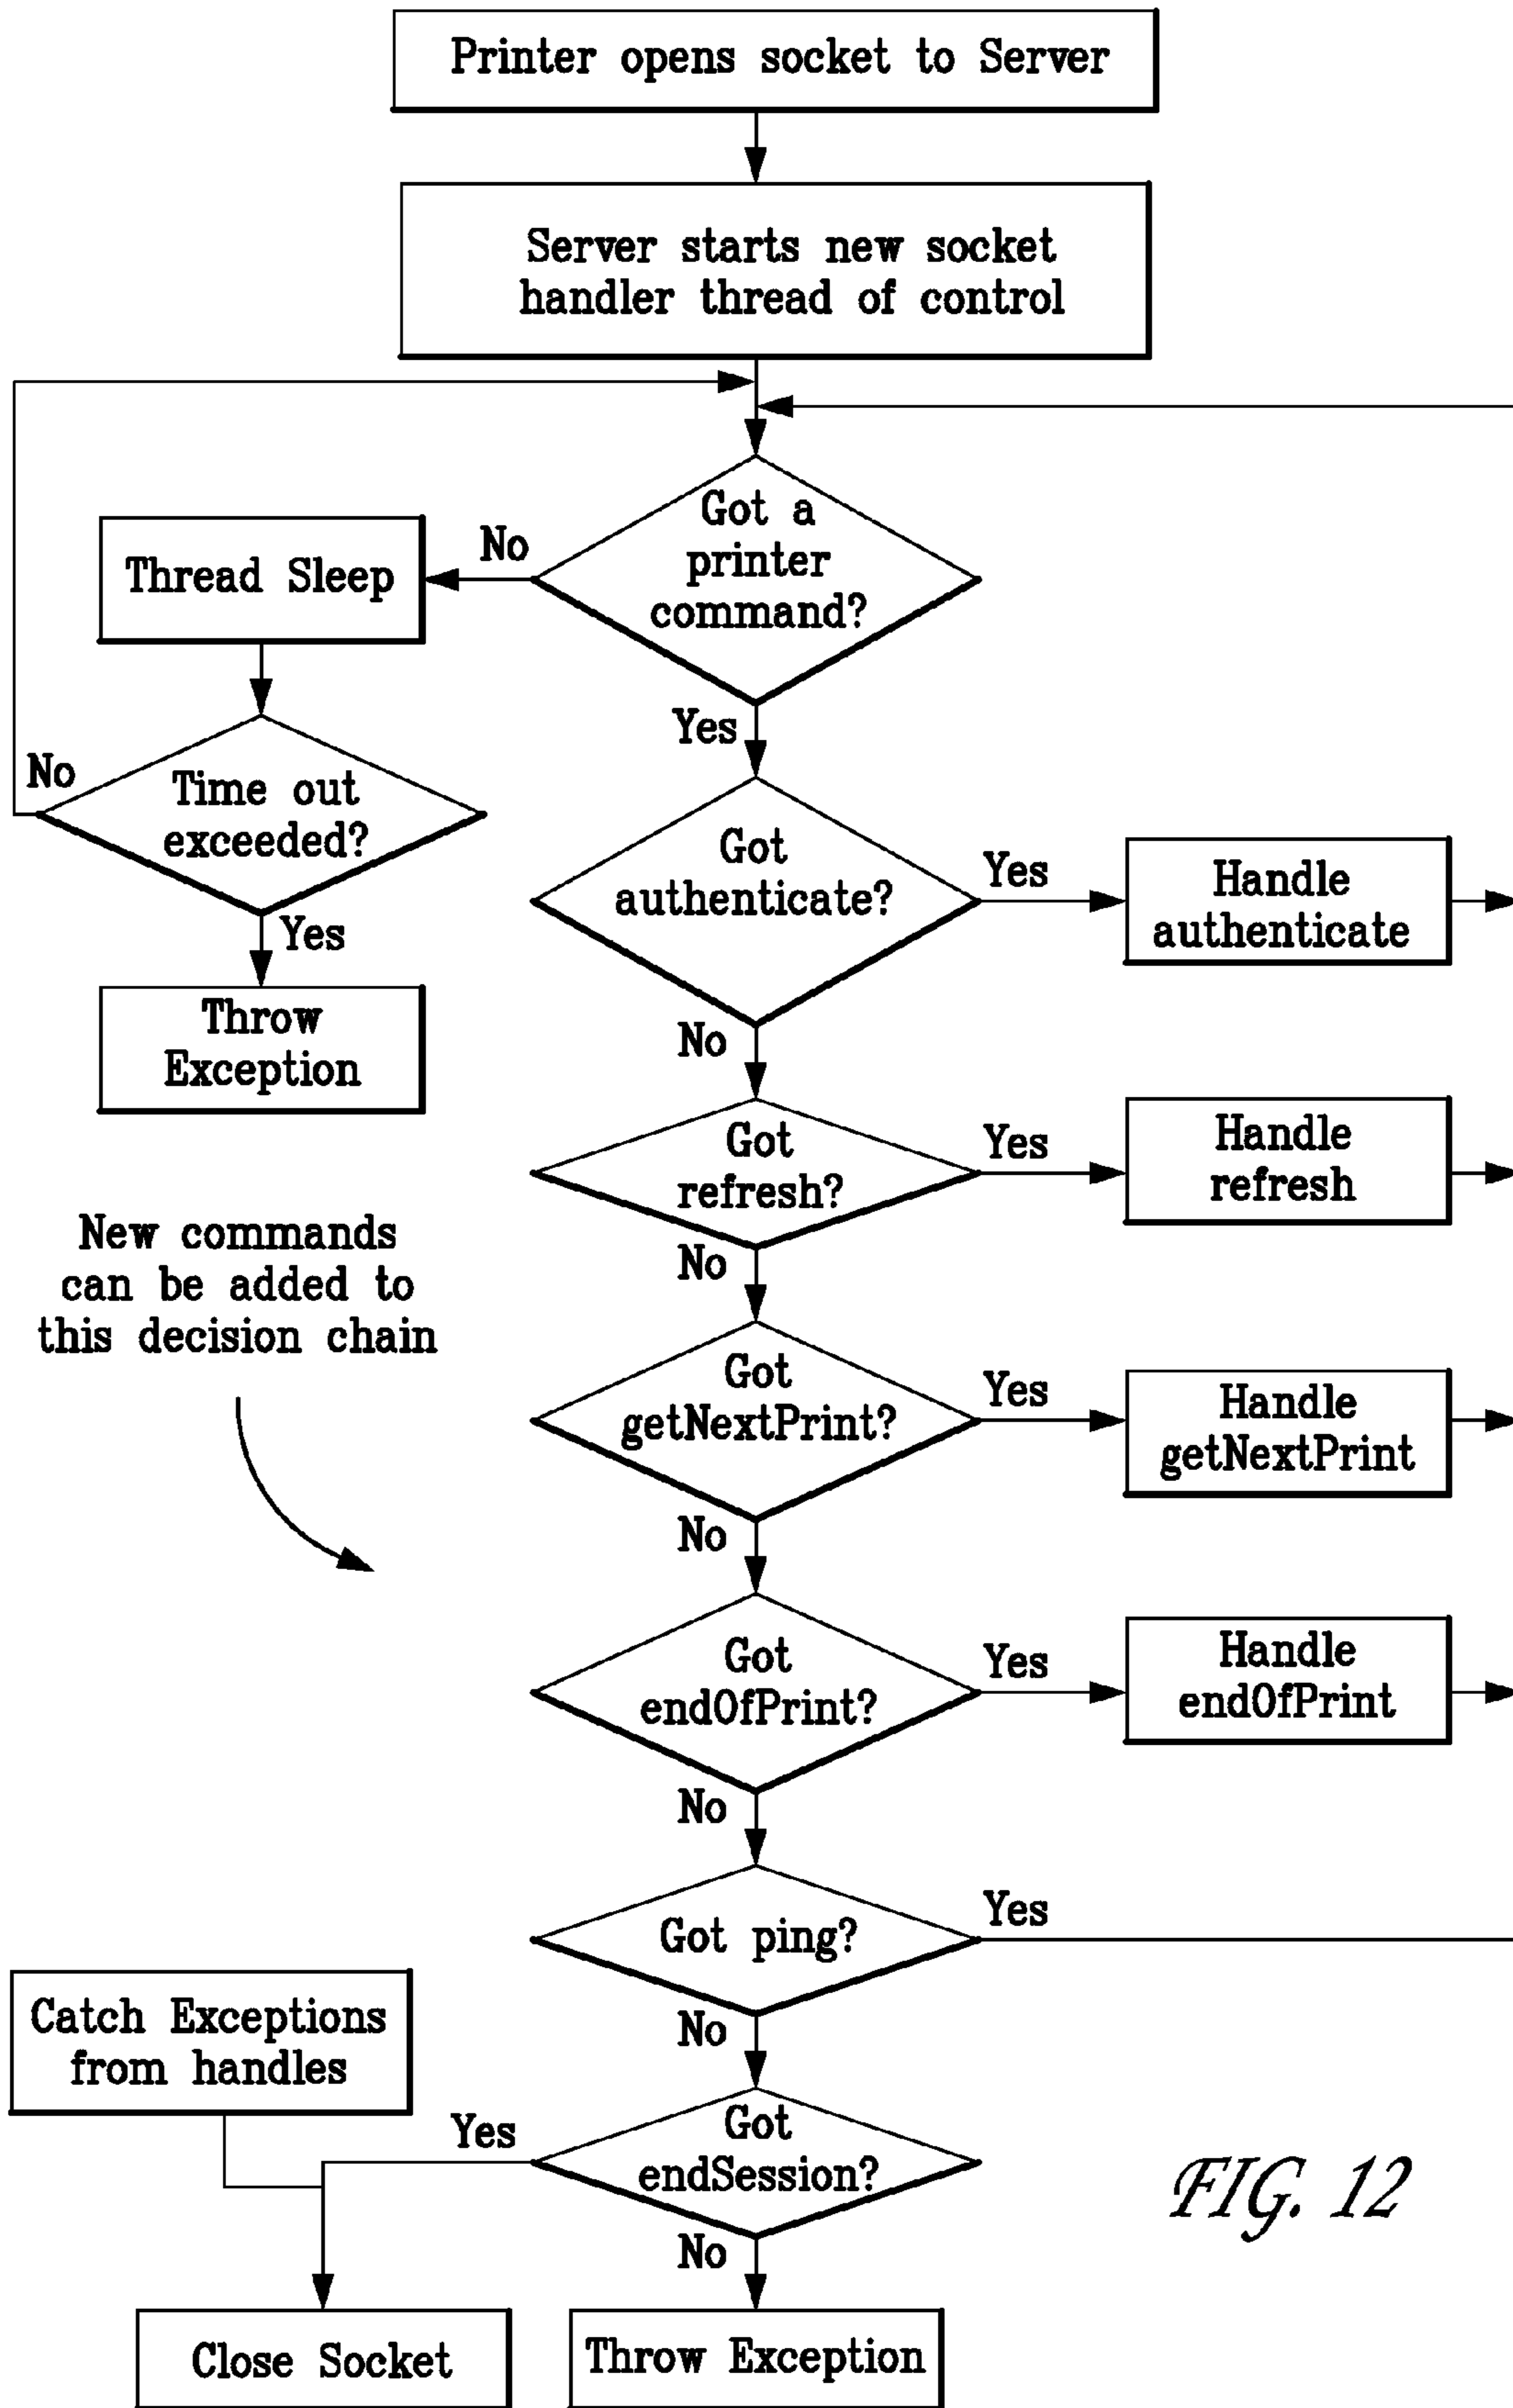 Printer opens socket to Server
Server starts new socket
handler thread of control
Got a
printer
command?
No
Thread Sleep
Yes
Time out
exceeded?
No
Yes
Throw
Exception
Got
authenticate?
Yes
Handle
authenticate
No
Got
refresh?
Yes
Handle
refresh
No
New commands
can be added to
this decision chain
Got
getNextPrint?
Yes
Handle
getNextPrint
No
Got
endOfPrint?
Yes
Handle
endOfPrint
No
Got ping?
Yes
No
Catch Exceptions
from handles
Got
endSession?
Yes
No
Close Socket
Throw Exception
FIG. 12